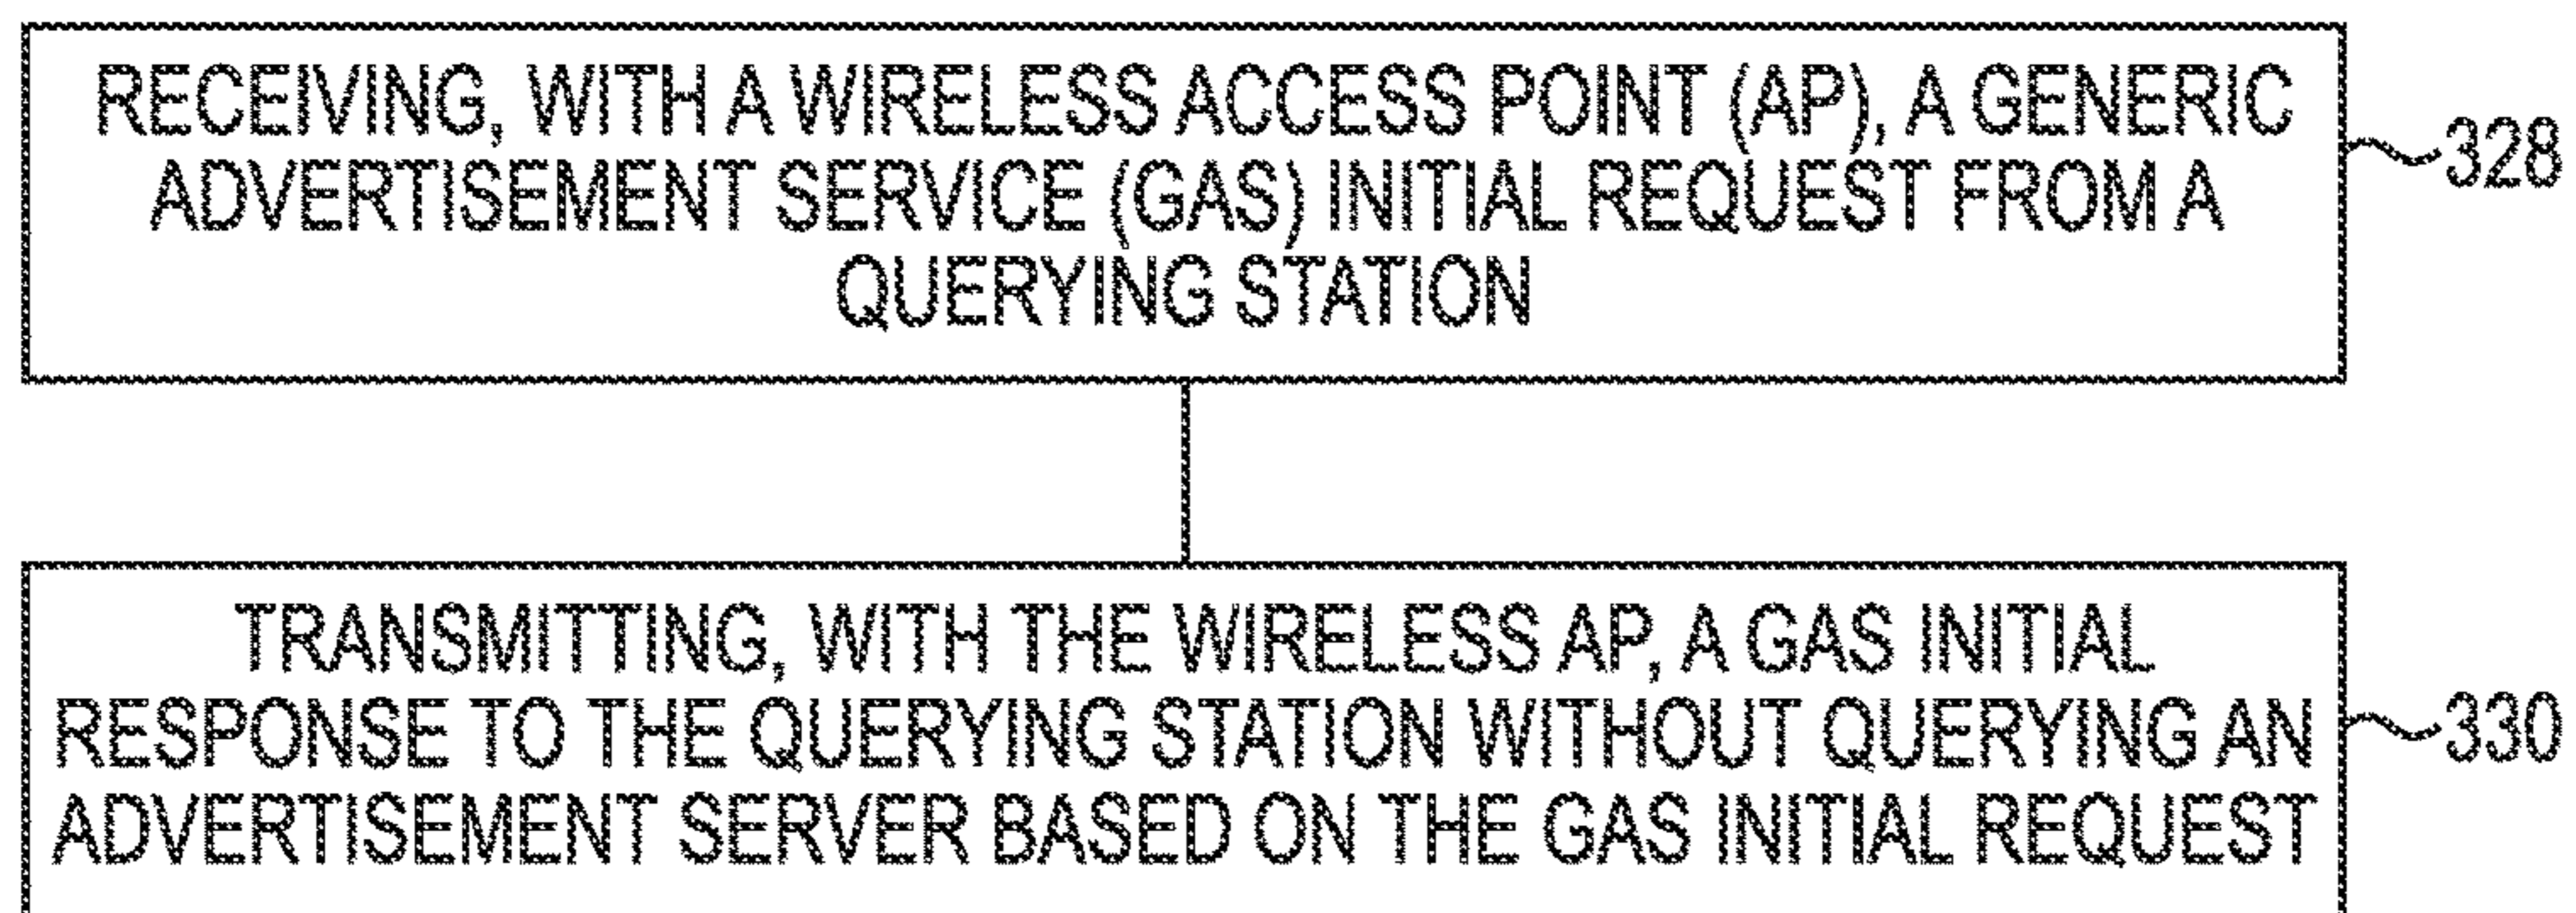 RECEIVING, WITH A WIRELESS ACCESS POINT (AP), A GENERIC
ADVERTISEMENT SERVICE (GAS) INITIAL REQUEST FROM A
QUERYING STATION
328
TRANSMITTING, WITH THE WIRELESS AP, A GAS INITIAL
RESPONSE TO THE QUERYING STATION WITHOUT QUERYING AN
ADVERTISEMENT SERVER BASED ON THE GAS INITIAL REQUEST
330